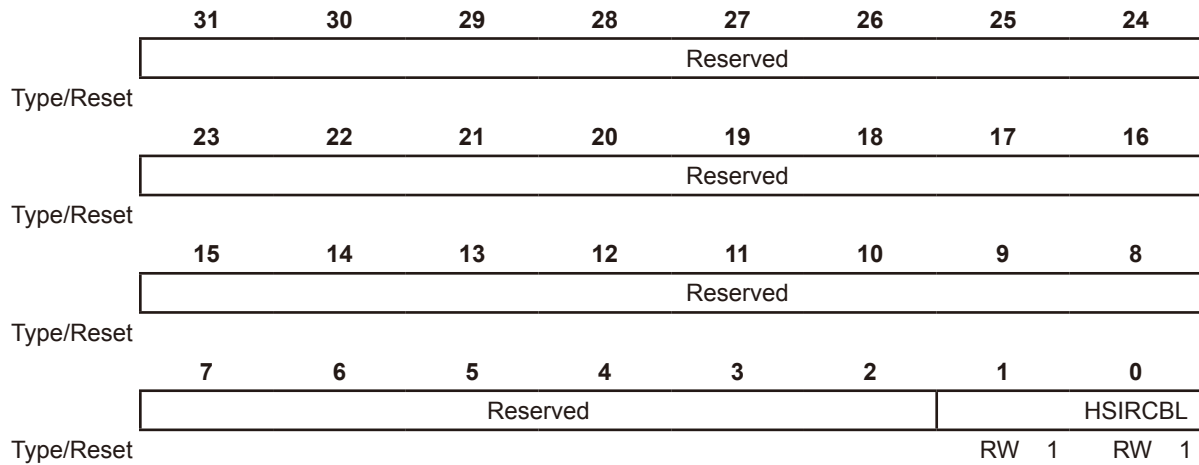 31 30 29 28 27 26 25 24
Reserved
Type/Reset
23 22 21 20 19 18 17 16
Reserved
Type/Reset
15 14 13 12 11 10 9 8
Reserved
Type/Reset
7 6 5 4 3 2 1 0
Reserved HSIRCBL
Type/Reset RW 1 RW 1